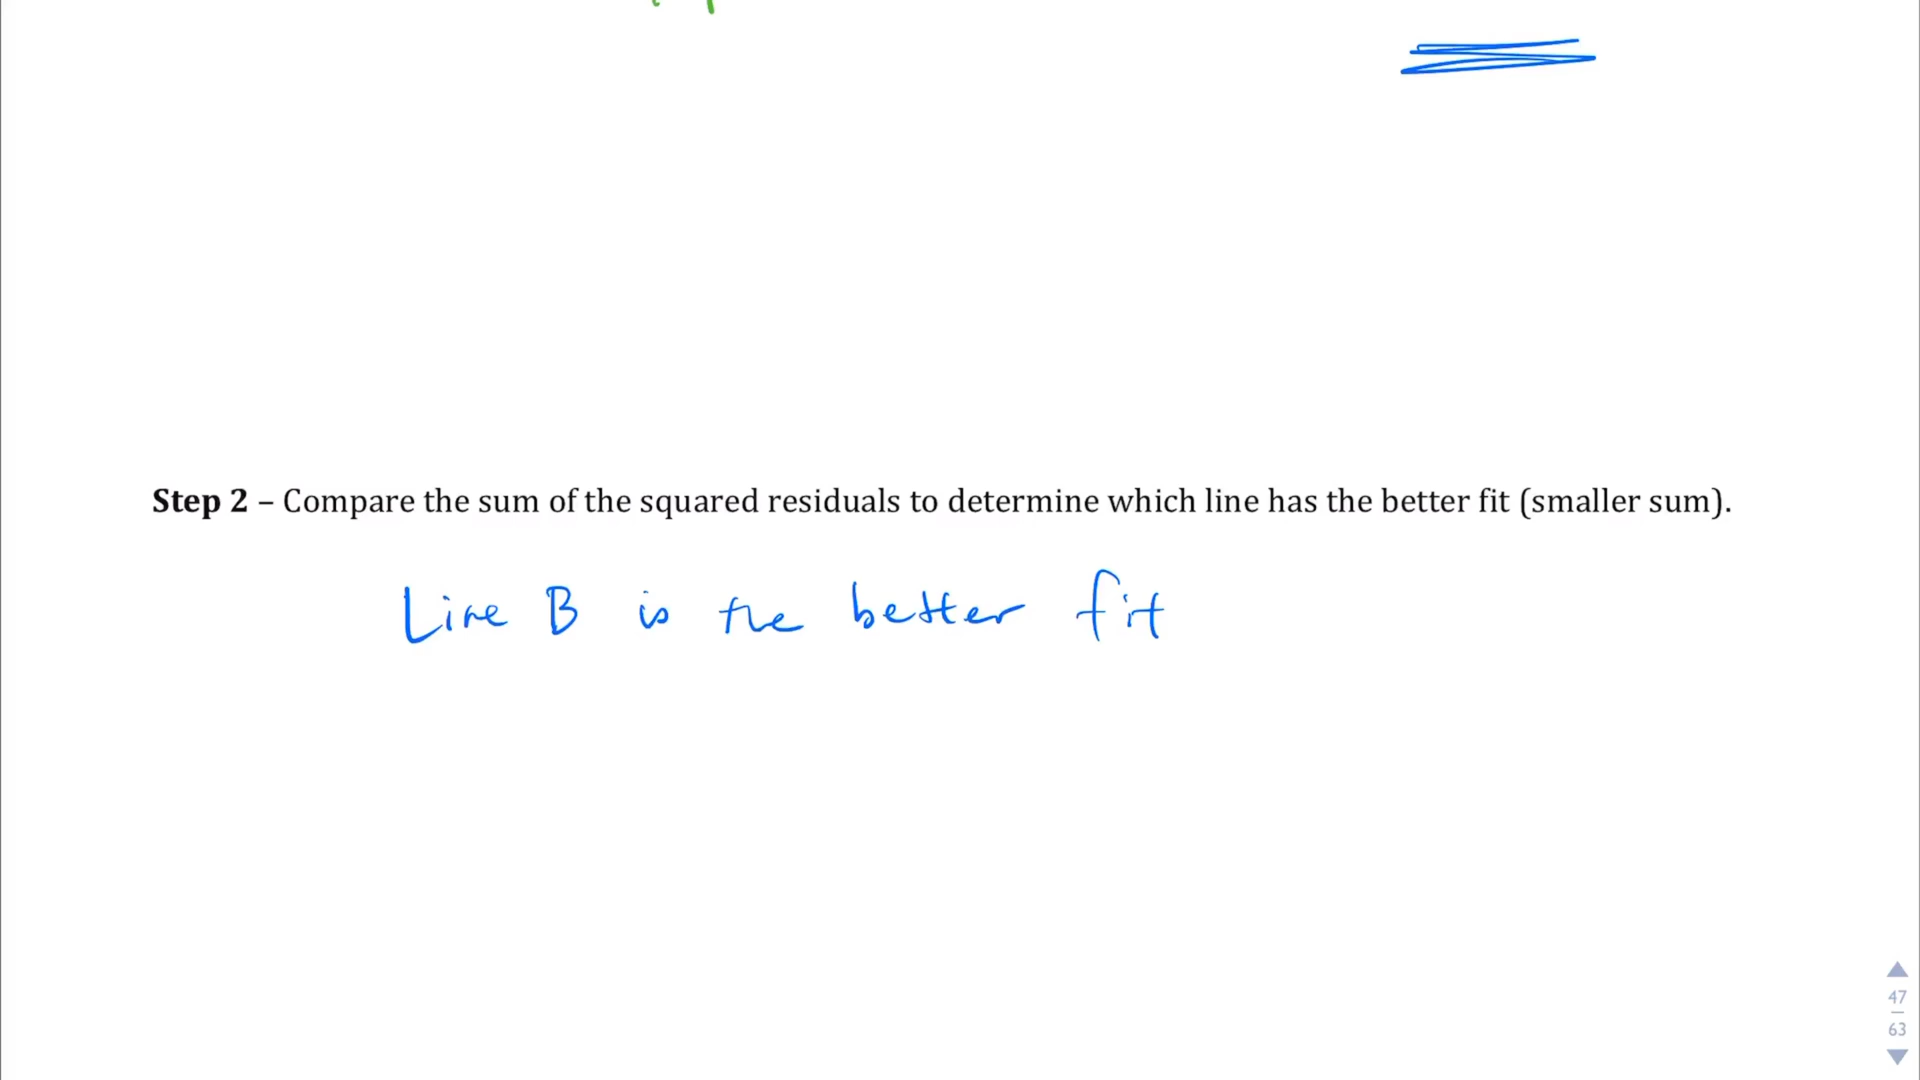 Step 2 – Compare the sum of the squared residuals to determine which line has the better fit (smaller sum).
Line B is the better fit
47
63